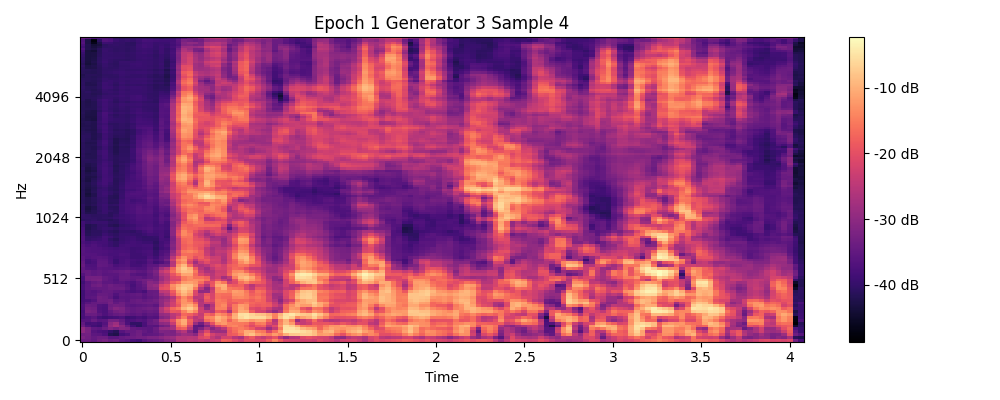 Epoch 1 Generator 3 Sample 4
Hz
4096
2048
1024
512
0
0 0.5 1 1.5 2 2.5 3 3.5 4
Time
-10 dB
-20 dB
-30 dB
-40 dB